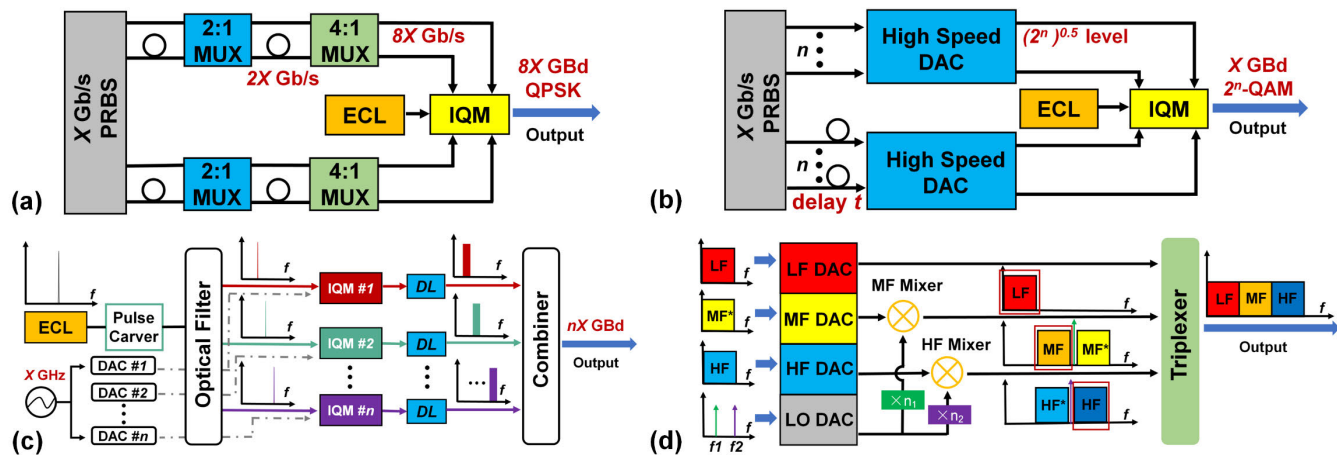 X Gb/s
PRBS
2:1
MUX
4:1
MUX
8X Gb/s
2X Gb/s
ECL
IQM
8X GBd
QPSK
Output
2:1
MUX
4:1
MUX
(a)
X Gb/s
PRBS
n
High Speed
DAC
(2ⁿ)^0.5 level
ECL
IQM
X GBd
2ⁿ-QAM
Output
n
High Speed
DAC
delay t
(b)
f
ECL
Pulse
Carver
X GHz
DAC #1
DAC #2
DAC #n
Optical Filter
f
IQM #1
DL
f
f
IQM #2
DL
f
f
IQM #n
DL
f
Combiner
nX GBd
Output
(c)
LF
f
LF DAC
MF*
f
MF DAC
HF
f
HF DAC
f1
f2
f
LO DAC
MF Mixer
HF Mixer
×n₁
×n₂
LF
f
MF
MF*
f
HF*
HF
f
Triplexer
LF
MF
HF
f
Output
(d)